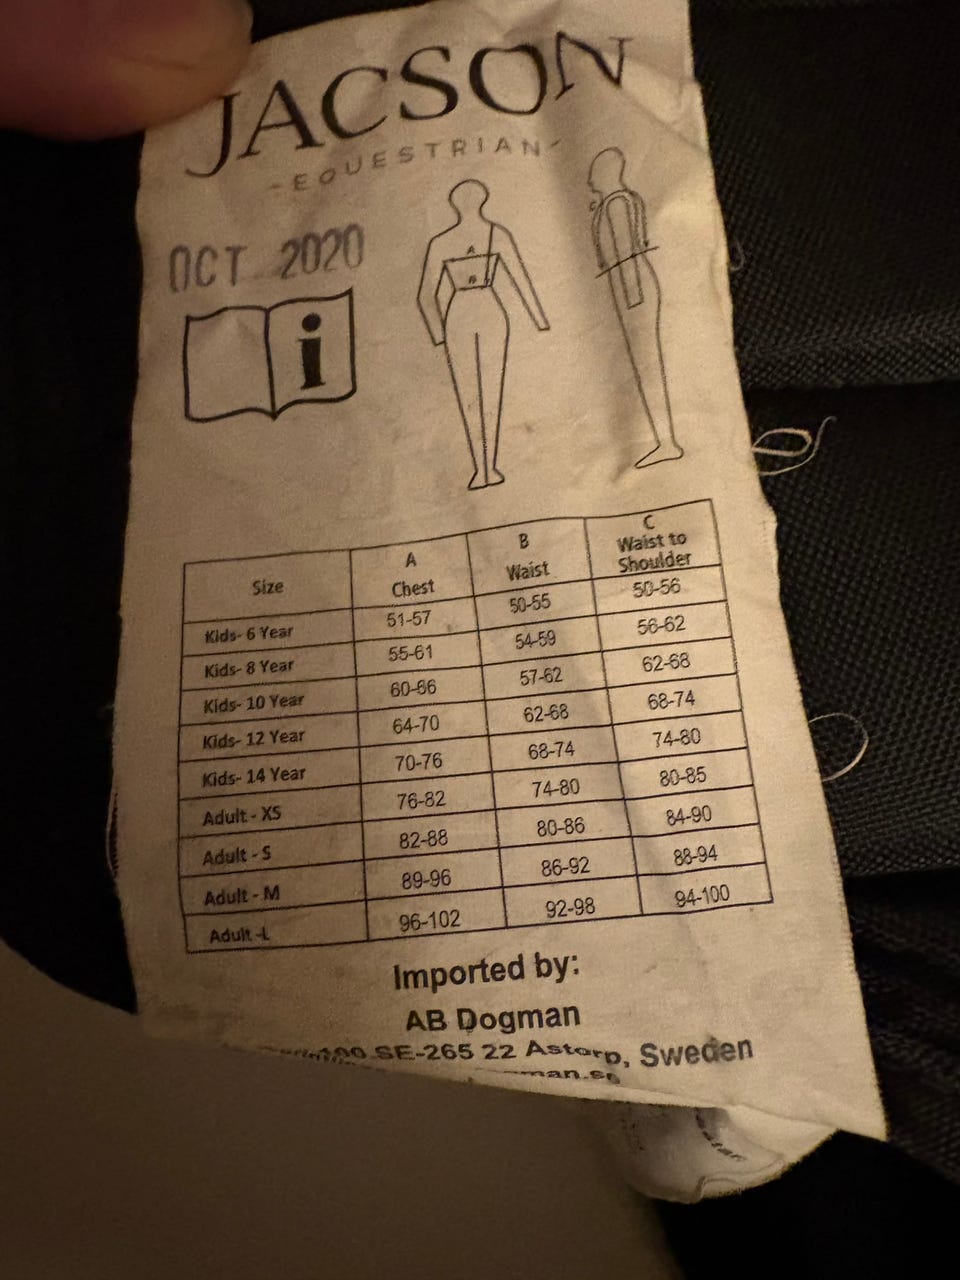 JACSON
-EQUESTRIAN-
OCT 2020
i
C
A
B
Size A Chest B Waist C Waist to Shoulder
Kids- 6 Year 51-57 50-55 50-56
Kids- 8 Year 55-61 54-59 56-62
Kids- 10 Year 60-66 57-62 62-68
Kids- 12 Year 64-70 62-68 68-74
Kids- 14 Year 70-76 68-74 74-80
Adult - XS 76-82 74-80 80-85
Adult - S 82-88 80-86 84-90
Adult - M 89-96 86-92 88-94
Adult -L 96-102 92-98 94-100
Imported by:
AB Dogman
SE-265 22 Astorp, Sweden